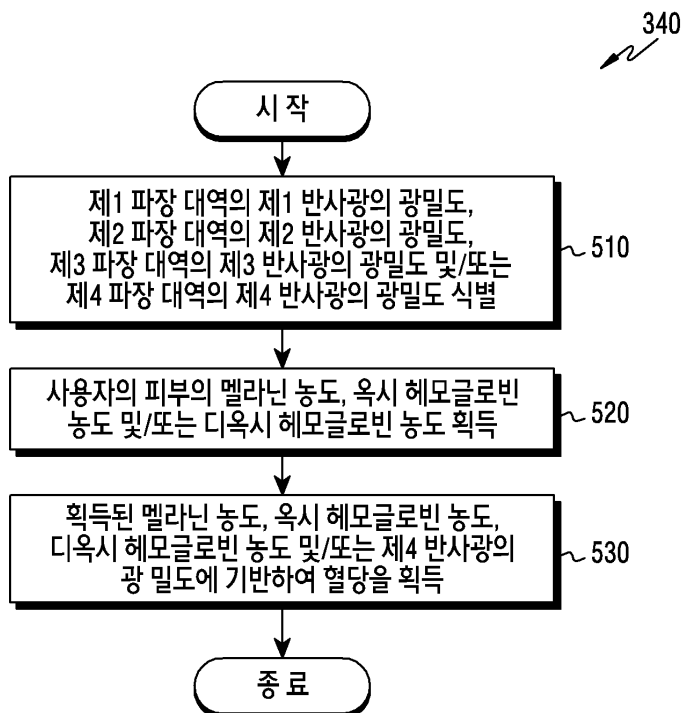 340
시 작
제1 파장 대역의 제1 반사광의 광밀도,
제2 파장 대역의 제2 반사광의 광밀도,
제3 파장 대역의 제3 반사광의 광밀도 및/또는
제4 파장 대역의 제4 반사광의 광밀도 식별
510
사용자의 피부의 멜라닌 농도, 옥시 헤모글로빈
농도 및/또는 디옥시 헤모글로빈 농도 획득
520
획득된 멜라닌 농도, 옥시 헤모글로빈 농도,
디옥시 헤모글로빈 농도 및/또는 제4 반사광의
광 밀도에 기반하여 혈당을 획득
530
종 료